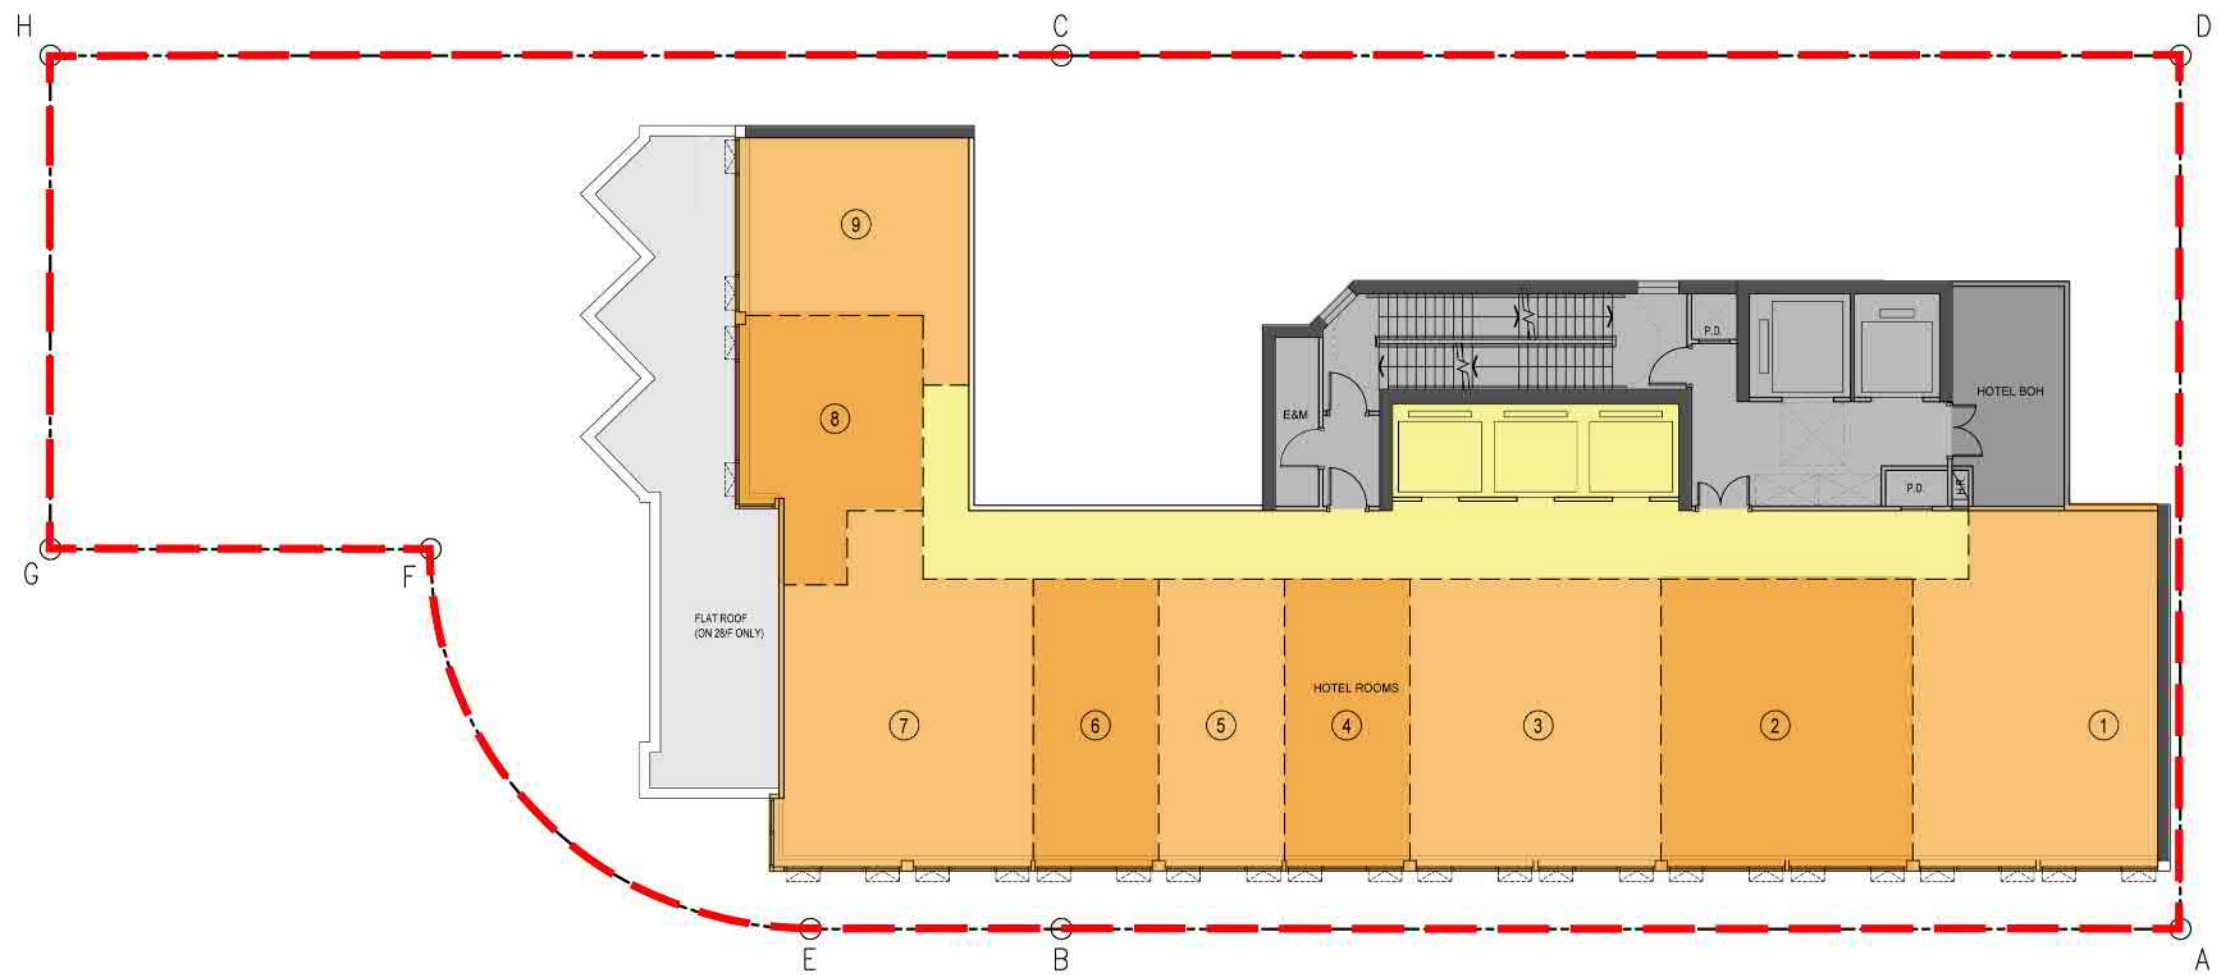 H
C
D
9
P.D.
8
E&M
HOTEL BOH
P.D.
H.R.
G
F
FLAT ROOF
(ON 28/F ONLY)
HOTEL ROOMS
7
6
5
4
3
2
1
E
B
A